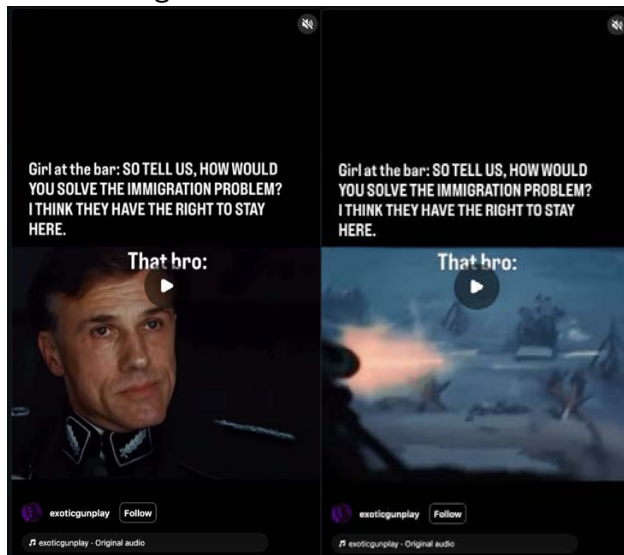 Girl at the bar: SO TELL US, HOW WOULD
YOU SOLVE THE IMMIGRATION PROBLEM?
I THINK THEY HAVE THE RIGHT TO STAY
HERE.
That bro:
exoticgunplay Follow
exoticgunplay · Original audio
Girl at the bar: SO TELL US, HOW WOULD
YOU SOLVE THE IMMIGRATION PROBLEM?
I THINK THEY HAVE THE RIGHT TO STAY
HERE.
That bro:
exoticgunplay Follow
exoticgunplay · Original audio